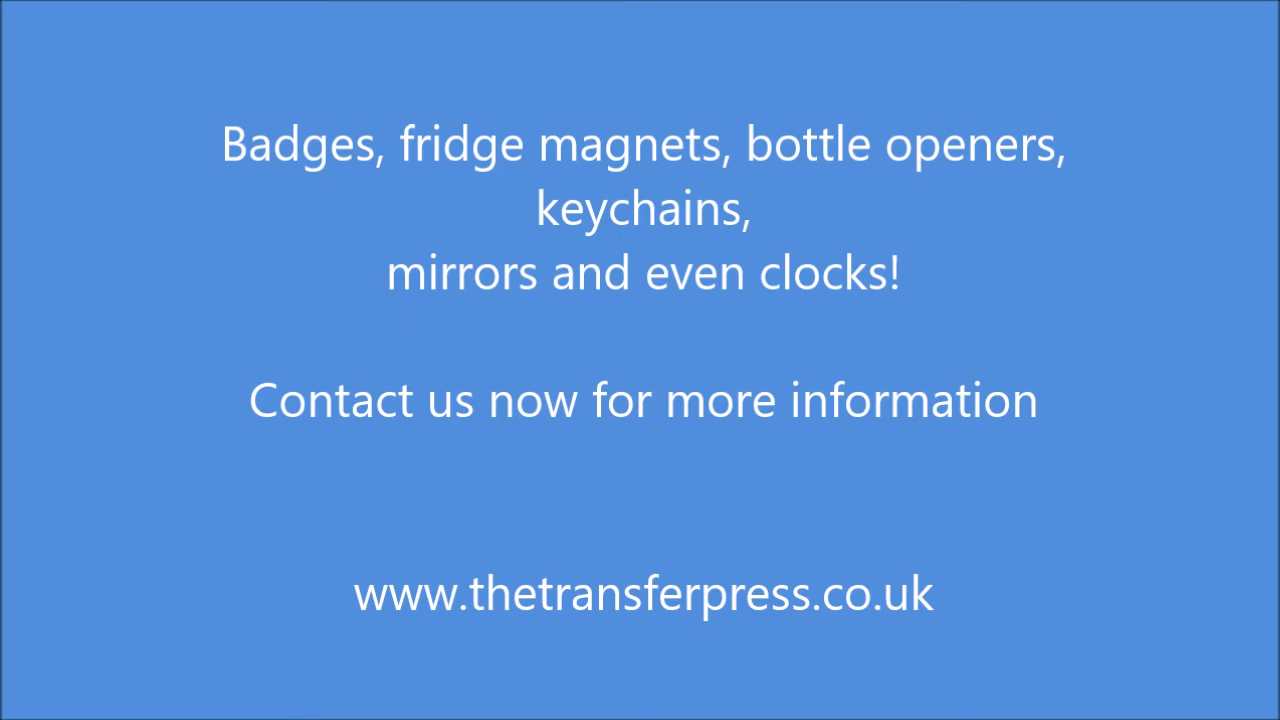 Badges, fridge magnets, bottle openers,
keychains,
mirrors and even clocks!
Contact us now for more information
www.thetransferpress.co.uk